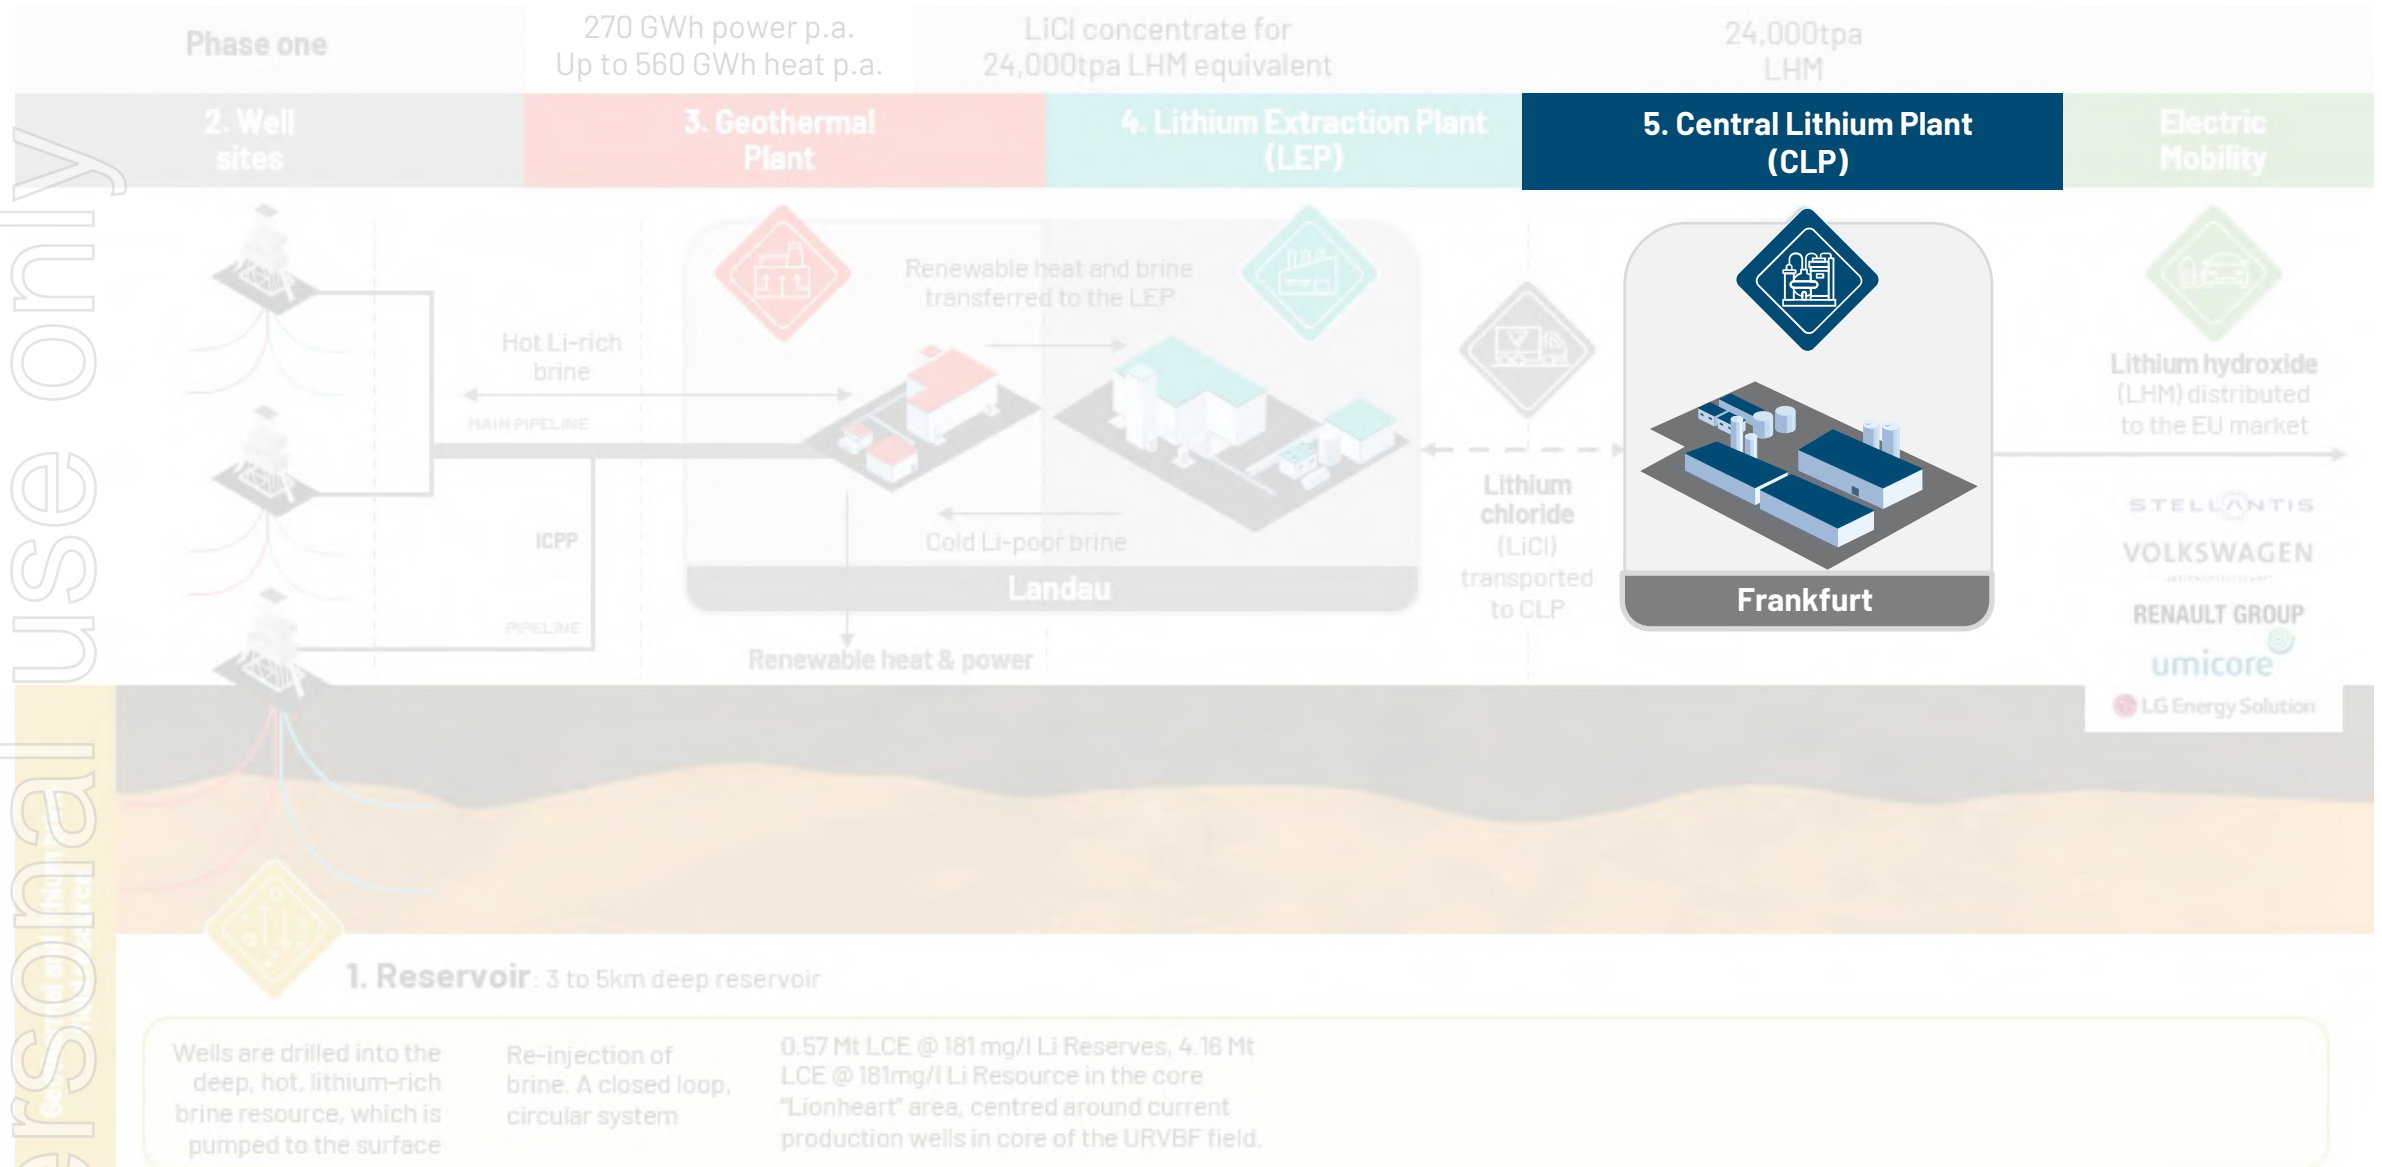 Phase one
270 GWh power p.a.
Up to 560 GWh heat p.a.
LiCl concentrate for
24,000tpa LHM equivalent
24,000tpa
LHM
2. Well
sites
3. Geothermal
Plant
4. Lithium Extraction Plant
(LEP)
5. Central Lithium Plant
(CLP)
Electric
Mobility
Hot Li-rich
brine
MAIN PIPELINE
ICPP
PIPELINE
Renewable heat and brine
transferred to the LEP
Cold Li-poor brine
Landau
Renewable heat & power
Lithium
chloride
(LiCl)
transported
to CLP
Frankfurt
Lithium hydroxide
(LHM) distributed
to the EU market
STELLANTIS
VOLKSWAGEN
RENAULT GROUP
umicore
LG Energy Solution
1. Reservoir: 3 to 5km deep reservoir
Wells are drilled into the
deep, hot, lithium-rich
brine resource, which is
pumped to the surface
Re-injection of
brine. A closed loop,
circular system
0.57 Mt LCE @ 181 mg/l Li Reserves, 4.16 Mt
LCE @ 181mg/l Li Resource in the core
"Lionheart" area, centred around current
production wells in core of the URVBF field.
ersonal use only